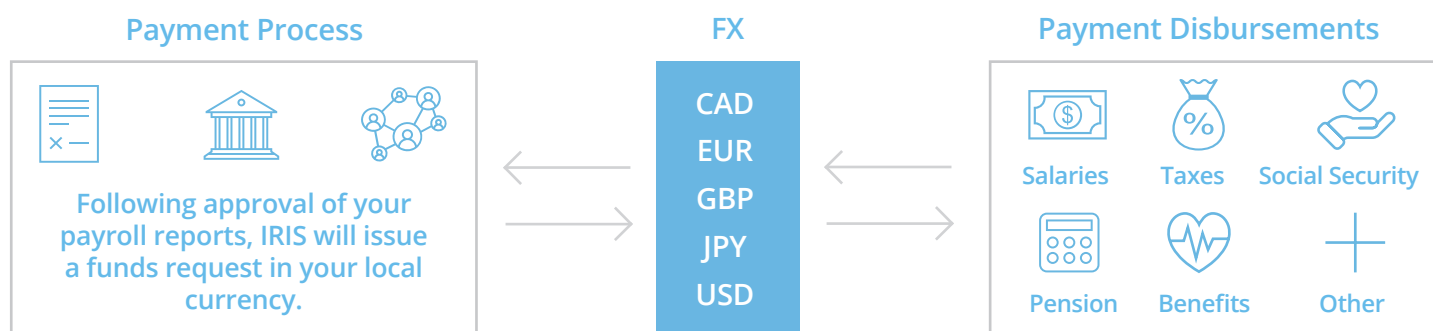 Payment Process
Following approval of your
payroll reports, IRIS will issue
a funds request in your local
currency.
FX
CAD
EUR
GBP
JPY
USD
Payment Disbursements
$
%
Salaries
Taxes
Social Security
Pension
Benefits
Other